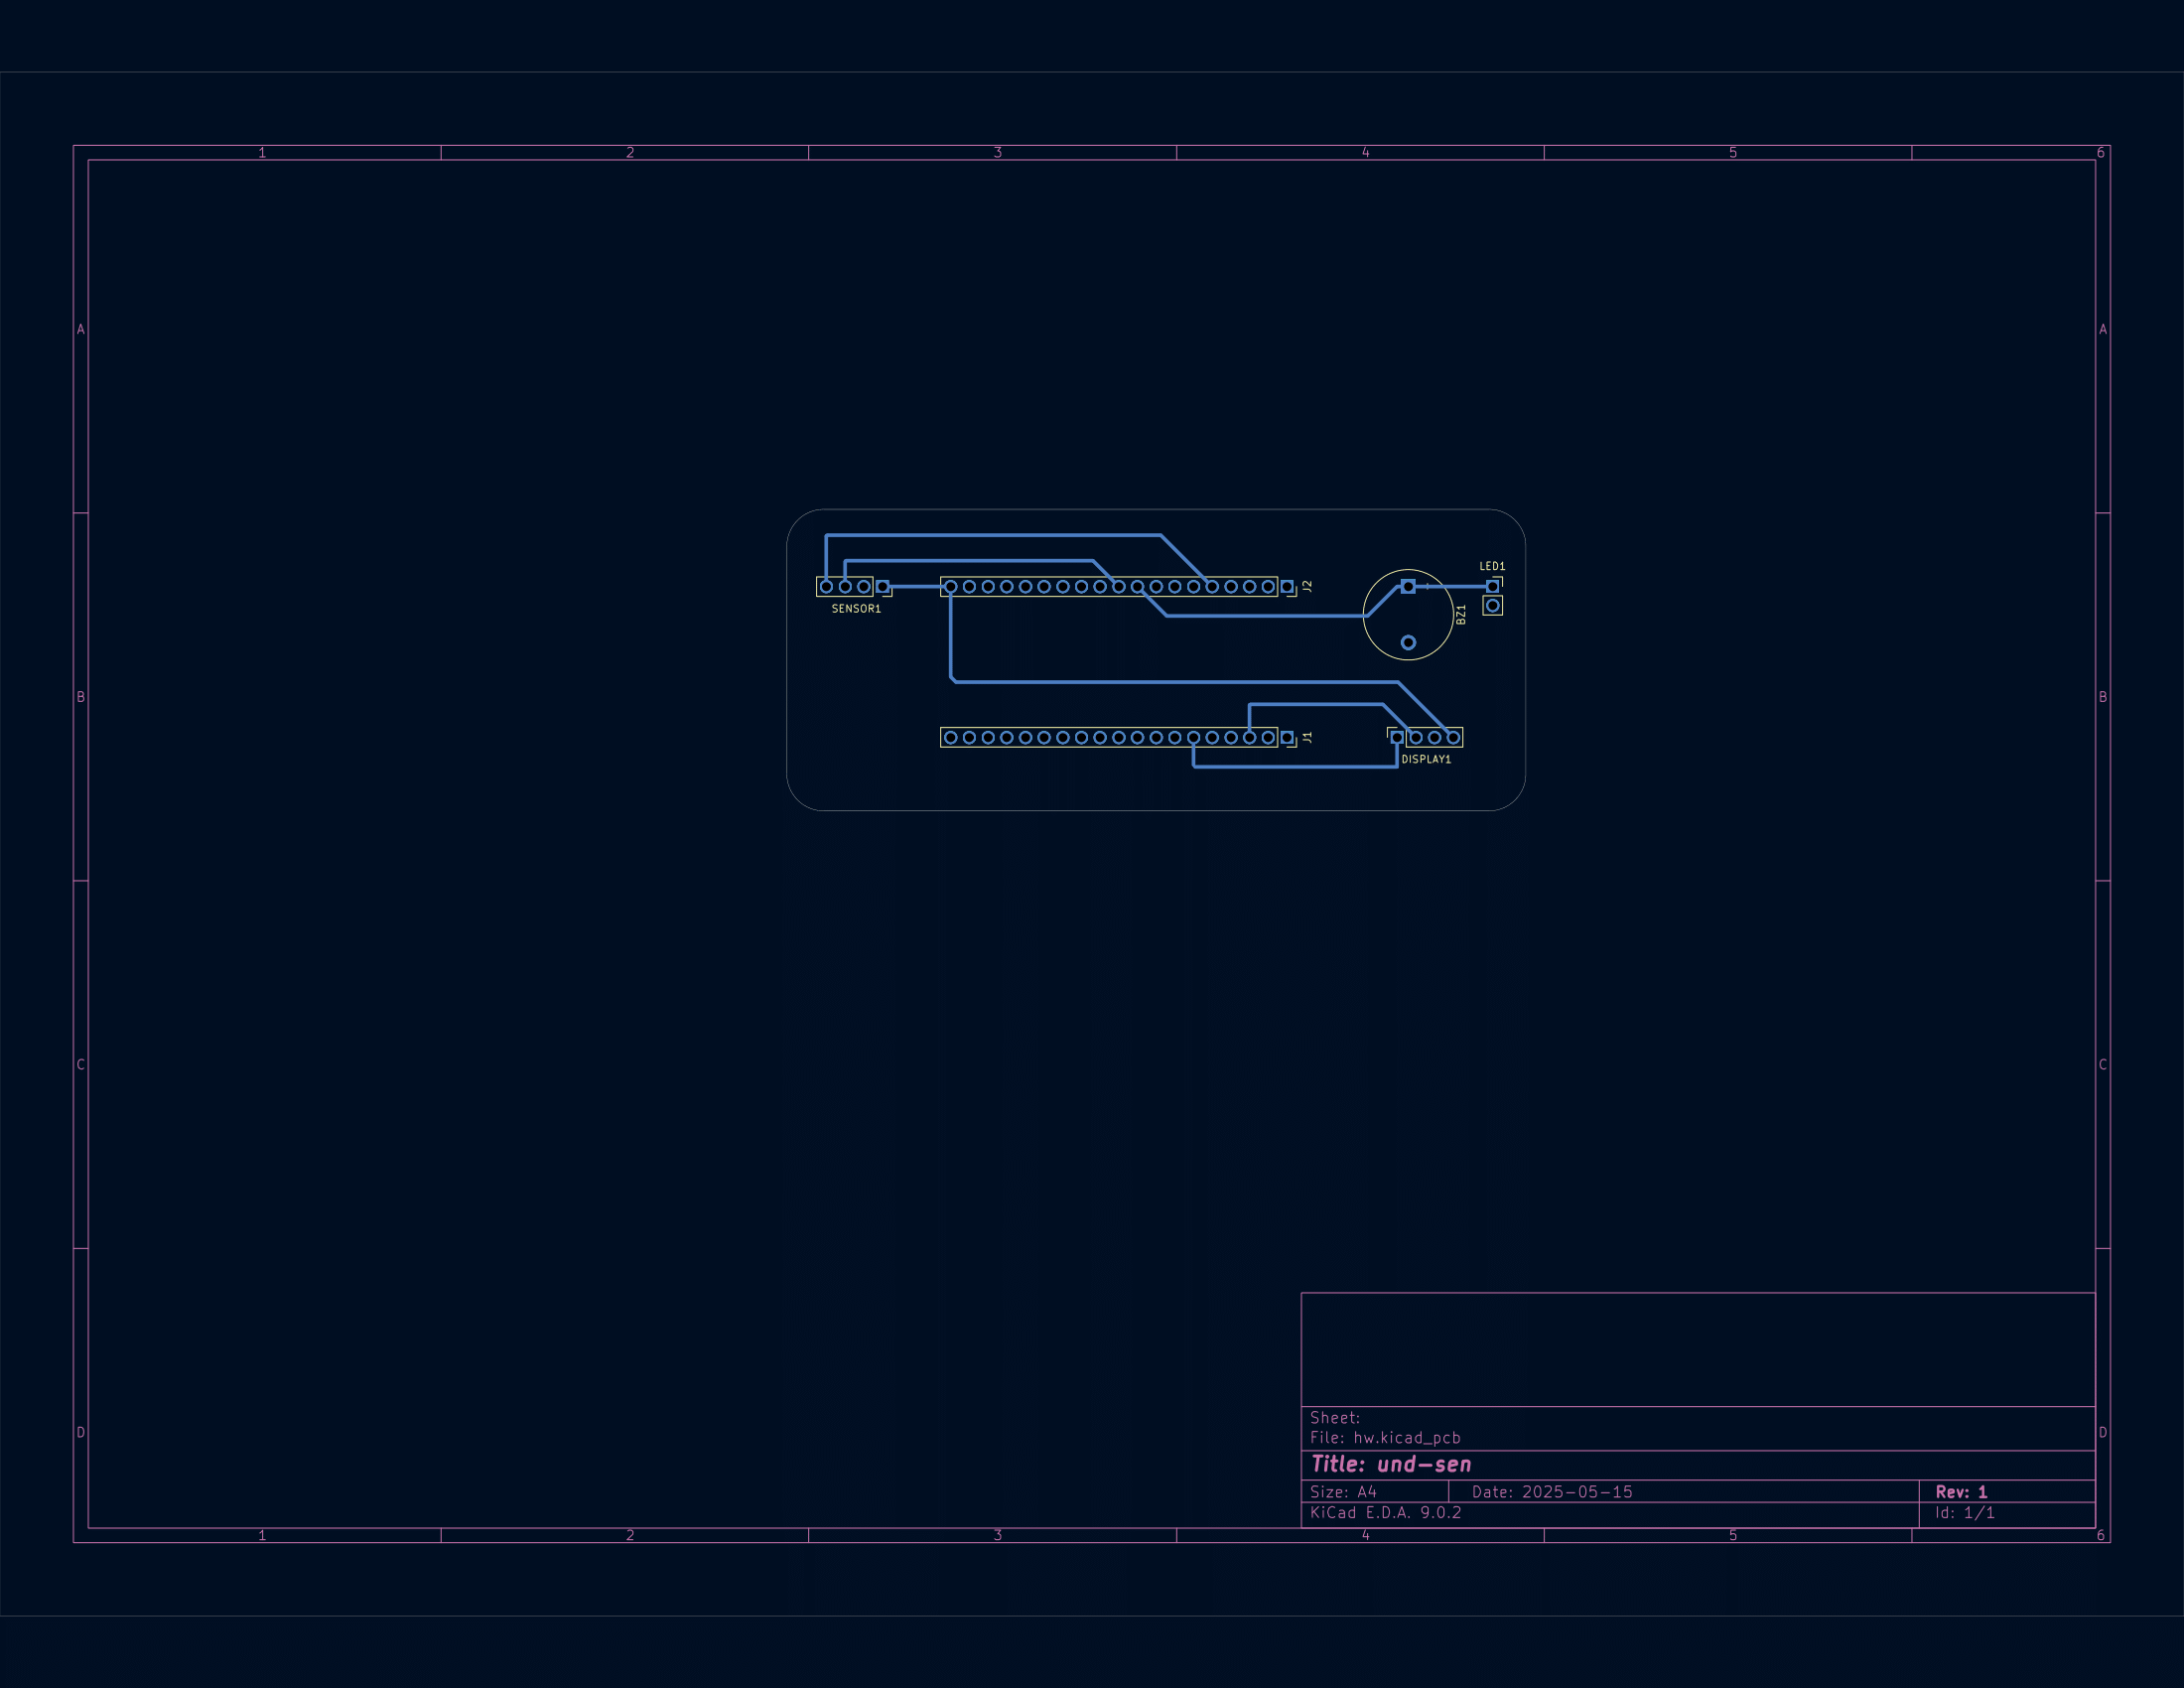 1 2 3 4 5 6
A A
LED1
J2
SENSOR1
BZ1
B B
J1
DISPLAY1
C C
Sheet:
File: hw.kicad_pcb
D D
Title: und-sen
Size: A4 Date: 2025-05-15 Rev: 1
KiCad E.D.A. 9.0.2 Id: 1/1
1 2 3 4 5 6